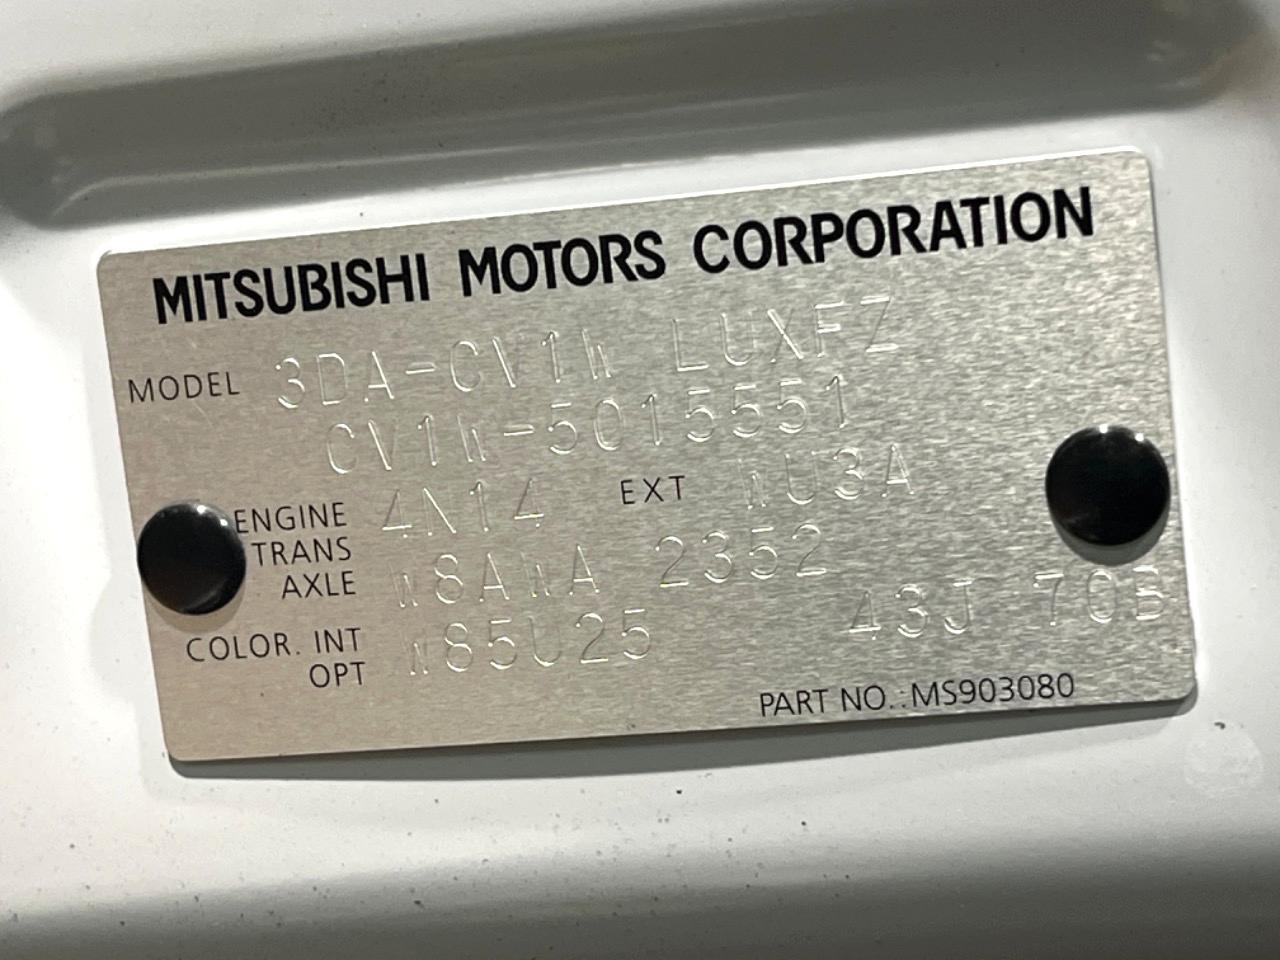 MITSUBISHI MOTORS CORPORATION
MODEL 3DA-CV1W LUXFZ
CV1W-5015551
ENGINE 4N14 EXT WU3A
TRANS AXLE W8AWA 2352
COLOR. INT OPT W85U25 43J 70B
PART NO.:MS903080